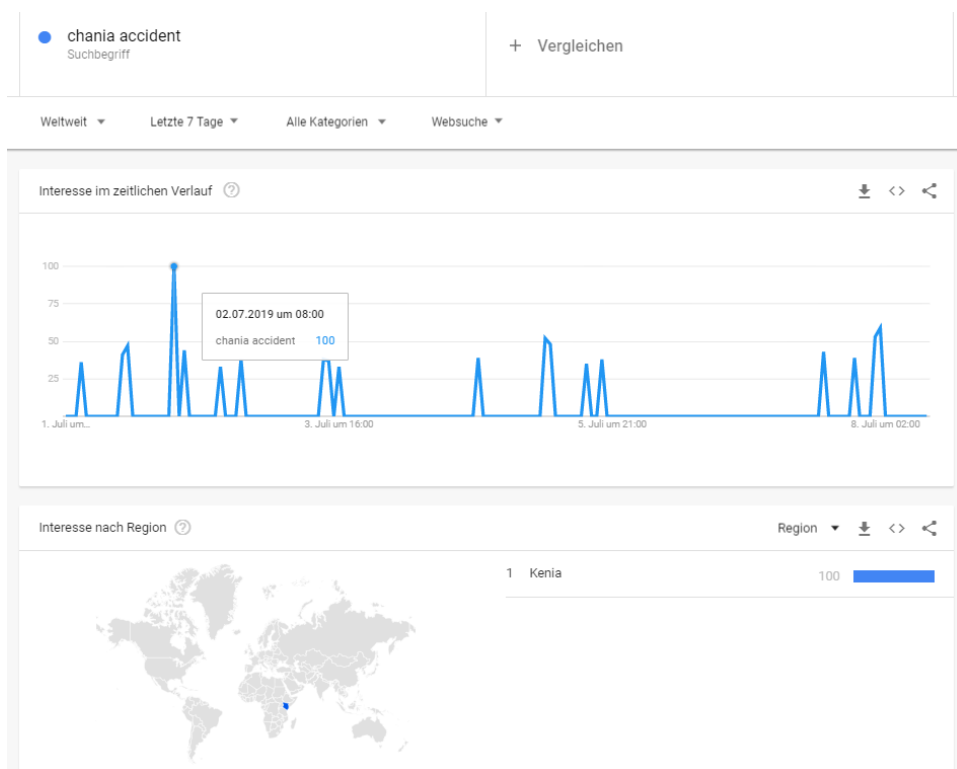 chania accident
Suchbegriff
+ Vergleichen
Weltweit
Letzte 7 Tage
Alle Kategorien
Websuche
Interesse im zeitlichen Verlauf
100
75
50
25
02.07.2019 um 08:00
chania accident 100
1. Juli um...
3. Juli um 16:00
5. Juli um 21:00
8. Juli um 02:00
Interesse nach Region
Region
1 Kenia 100